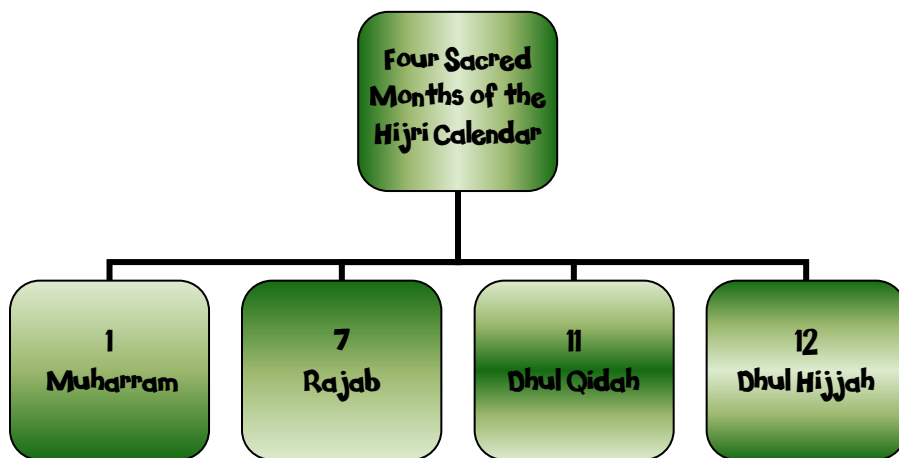 Four Sacred
Months of the
Hijri Calendar
1
Muharram
7
Rajab
11
Dhul Qidah
12
Dhul Hijjah